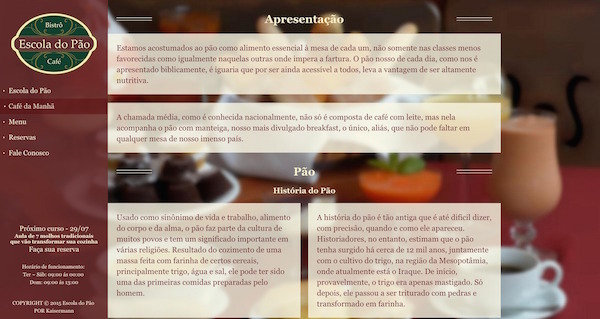 Bistrô
Escola do Pão
Café
Escola do Pão
Café da Manhã
Menu
Reservas
Fale Conosco
Próximo curso - 29/07
Aula de 7 molhos tradicionais
que vão transformar sua cozinha
Faça sua reserva
Horário de funcionamento:
Ter – Sáb: 09:00 às 00:00
Dom: 09:00 às 13:00
COPYRIGHT © 2015 Escola do Pão
POR Kaisermann
Apresentação
Estamos acostumados ao pão como alimento essencial à mesa de cada um, não somente nas classes menos
favorecidas como igualmente naquelas outras onde impera a fartura. O pão nosso de cada dia, como nos é
apresentado biblicamente, é iguaria que por ser ainda acessível a todos, leva a vantagem de ser altamente
nutritiva.
A chamada média, como é conhecida nacionalmente, não só é composta de café com leite, mas nela
acompanha o pão com manteiga, nosso mais divulgado breakfast, o único, aliás, que não pode faltar em
qualquer mesa de nosso imenso país.
Pão
História do Pão
Usado como sinônimo de vida e trabalho, alimento
do corpo e da alma, o pão faz parte da cultura de
muitos povos e tem um significado importante em
várias religiões. Resultado do cozimento de uma
massa feita com farinha de certos cereais,
principalmente trigo, água e sal, ele pode ter sido
uma das primeiras comidas preparadas pelo
homem.
A história do pão é tão antiga que é até difícil dizer,
com precisão, quando e como ele apareceu.
Historiadores, no entanto, estimam que o pão
tenha surgido há cerca de 12 mil anos, juntamente
com o cultivo do trigo, na região da Mesopotâmia,
onde atualmente está o Iraque. De início,
provavelmente, o trigo era apenas mastigado. Só
depois, ele passou a ser triturado com pedras e
transformado em farinha.